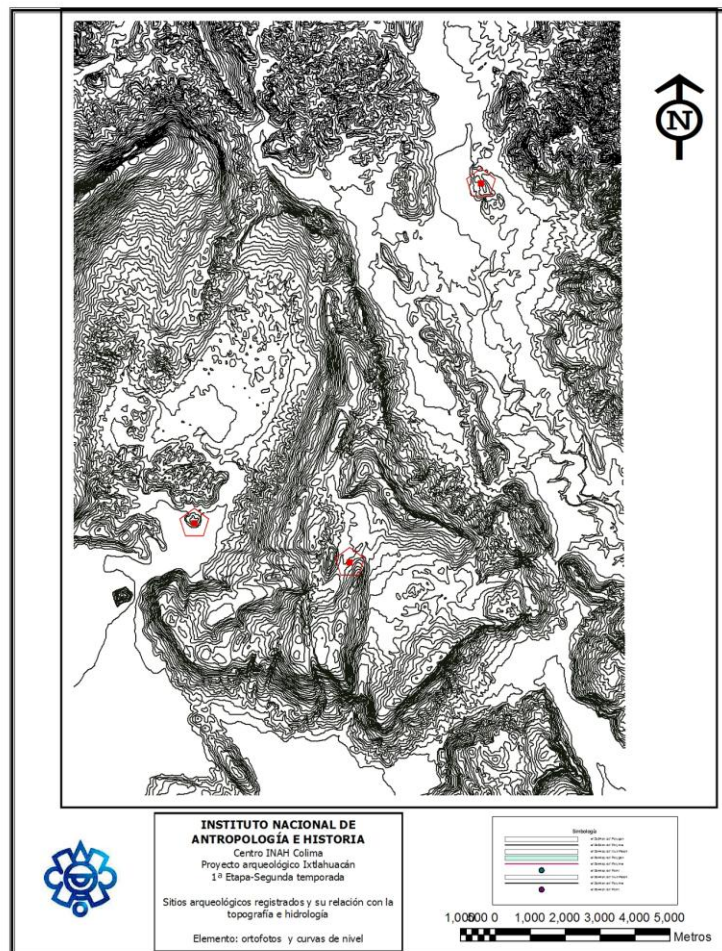 N
INSTITUTO NACIONAL DE
ANTROPOLOGÍA E HISTORIA
Centro INAH Colima
Proyecto arqueológico Ixtlahuacán
1ª Etapa-Segunda temporada
Sitios arqueológicos registrados y su relación con la
topografía e hidrología
Elemento: ortofotos y curvas de nivel
Simbología
0 1,000 2,000 3,000 4,000 5,000
Metros